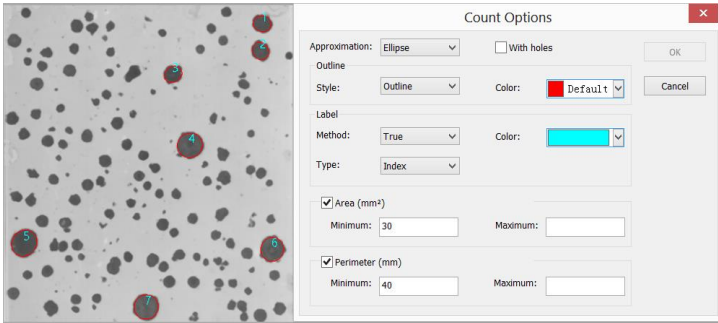 Count Options
1
2
3
4
5
6
7
Approximation: Ellipse With holes
OK
Outline
Style: Outline Color: Default
Cancel
Label
Method: True Color:
Type: Index
Area (mm²)
Minimum: 30 Maximum:
Perimeter (mm)
Minimum: 40 Maximum: